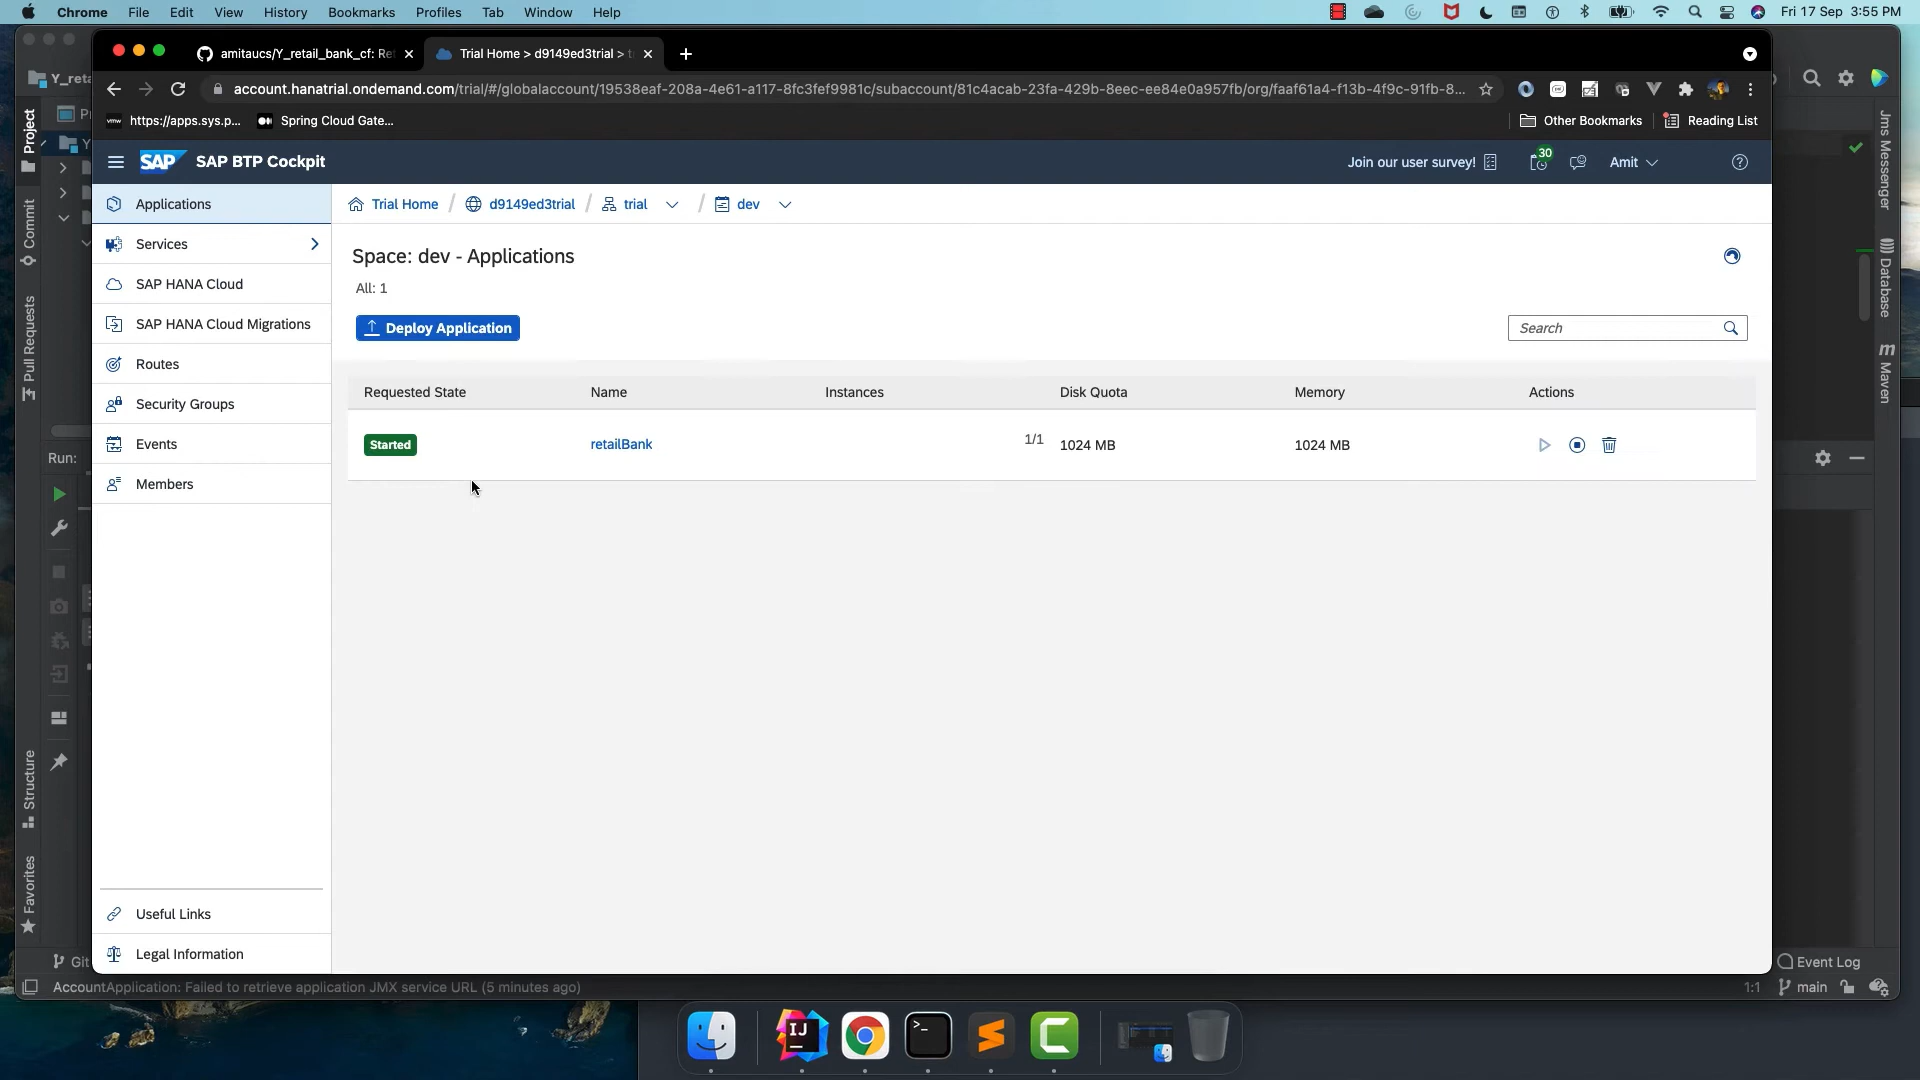 Chrome File Edit View History Bookmarks Profiles Tab Window Help Fri 17 Sep 3:55 PM
amitaucs/Y_retail_bank_cf: Re
Trial Home > d9149ed3trial > t
account.hanatrial.ondemand.com/trial/#/globalaccount/19538eaf-208a-4e61-a117-8fc3fef9981c/subaccount/81c4acab-23fa-429b-8eec-ee84e0a957fb/org/faaf61a4-f13b-4f9c-91fb-8...
vmw https://apps.sys.p... Spring Cloud Gate... Other Bookmarks Reading List
SAP SAP BTP Cockpit Join our user survey! 30 Amit
Applications
Services
SAP HANA Cloud
SAP HANA Cloud Migrations
Routes
Security Groups
Events
Members
Useful Links
Legal Information
Trial Home / d9149ed3trial / trial / dev
Space: dev - Applications
All: 1
Deploy Application
Search
Requested State Name Instances Disk Quota Memory Actions
Started retailBank 1/1 1024 MB 1024 MB
Y_reta
Project
Commit
Pull Requests
Structure
Favorites
Run:
Git
Jms Messenger
Database
m Maven
Event Log
AccountApplication: Failed to retrieve application JMX service URL (5 minutes ago)
1:1 main
IJ